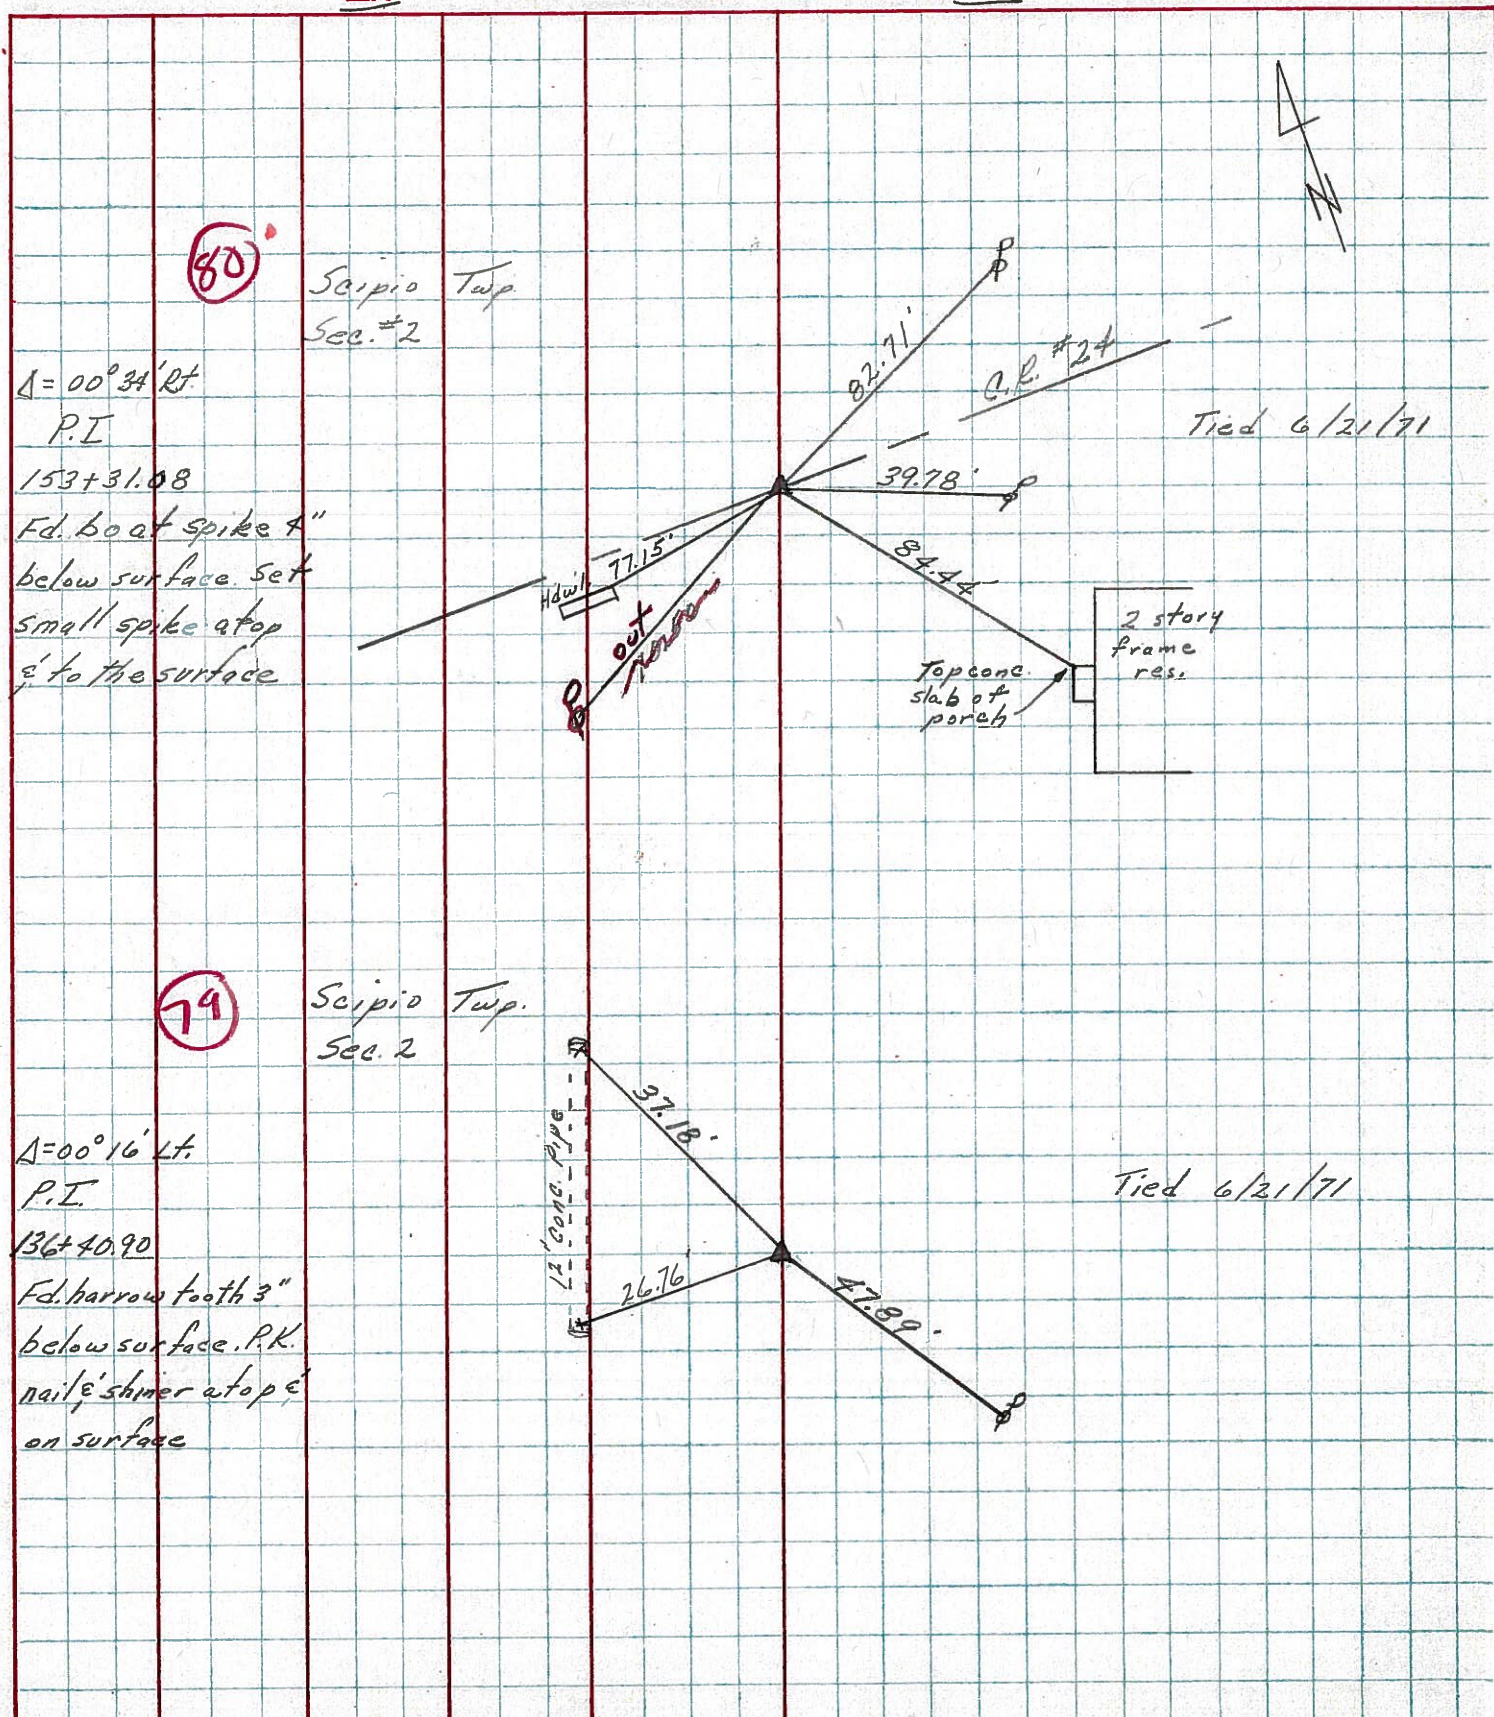 80
Scipio Twp.
Sec. #2
Δ = 00° 34' Rt.
P.I
153+31.08
Fd. boat spike 4"
below surface. Set
small spike atop
& to the surface
N
82.71'
C.R. #24
Tied 6/21/71
39.78'
77.15'
Hdwl.
84.44
out
2 story
frame
res.
Top conc.
slab of
porch
79
Scipio Twp.
Sec. 2
Δ=00° 16' Lt.
P.I.
136+40.90
Fd. harrow tooth 3"
below surface. P.K.
nail & shiner atop &
on surface
37.18'
12" Conc. Pipe
26.76'
47.89'
Tied 6/21/71